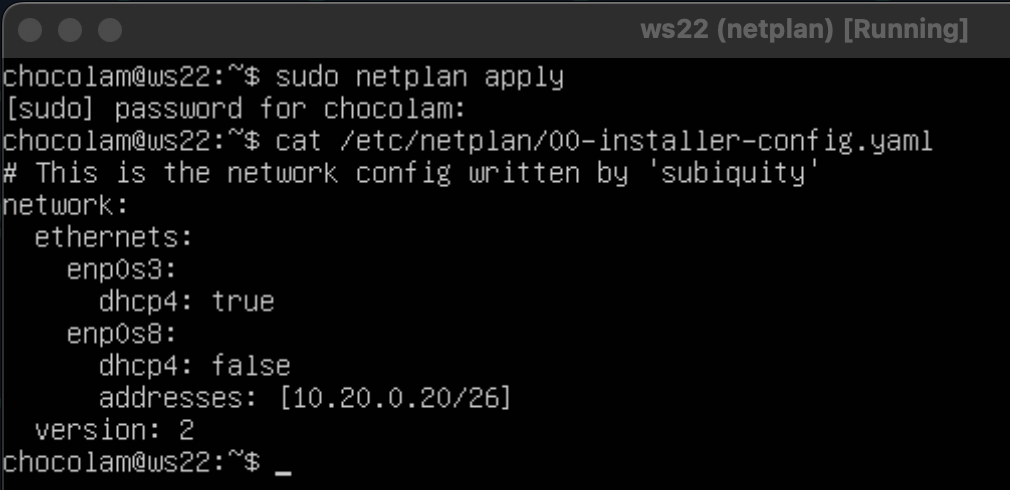 ws22 (netplan) [Running]
chocolam@ws22:~$ sudo netplan apply
[sudo] password for chocolam:
chocolam@ws22:~$ cat /etc/netplan/00-installer-config.yaml
# This is the network config written by 'subiquity'
network:
  ethernets:
    enp0s3:
      dhcp4: true
    enp0s8:
      dhcp4: false
      addresses: [10.20.0.20/26]
  version: 2
chocolam@ws22:~$ _